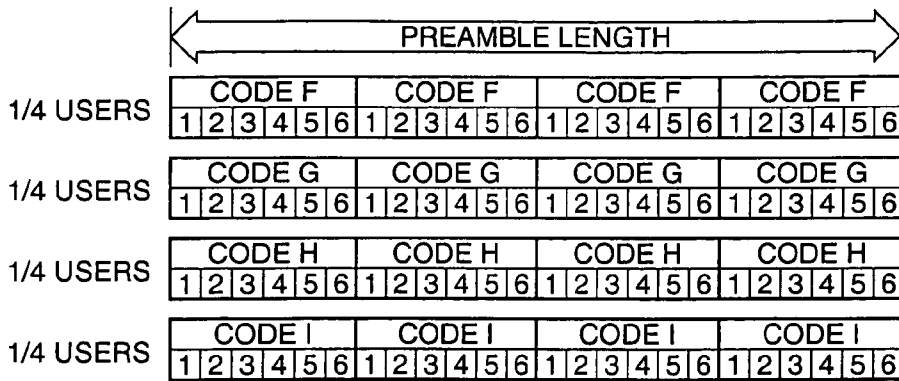 PREAMBLE LENGTH
CODE F CODE F CODE F CODE F
1/4 USERS
1 2 3 4 5 6 1 2 3 4 5 6 1 2 3 4 5 6 1 2 3 4 5 6
CODE G CODE G CODE G CODE G
1/4 USERS
1 2 3 4 5 6 1 2 3 4 5 6 1 2 3 4 5 6 1 2 3 4 5 6
CODE H CODE H CODE H CODE H
1/4 USERS
1 2 3 4 5 6 1 2 3 4 5 6 1 2 3 4 5 6 1 2 3 4 5 6
CODE I CODE I CODE I CODE I
1/4 USERS
1 2 3 4 5 6 1 2 3 4 5 6 1 2 3 4 5 6 1 2 3 4 5 6